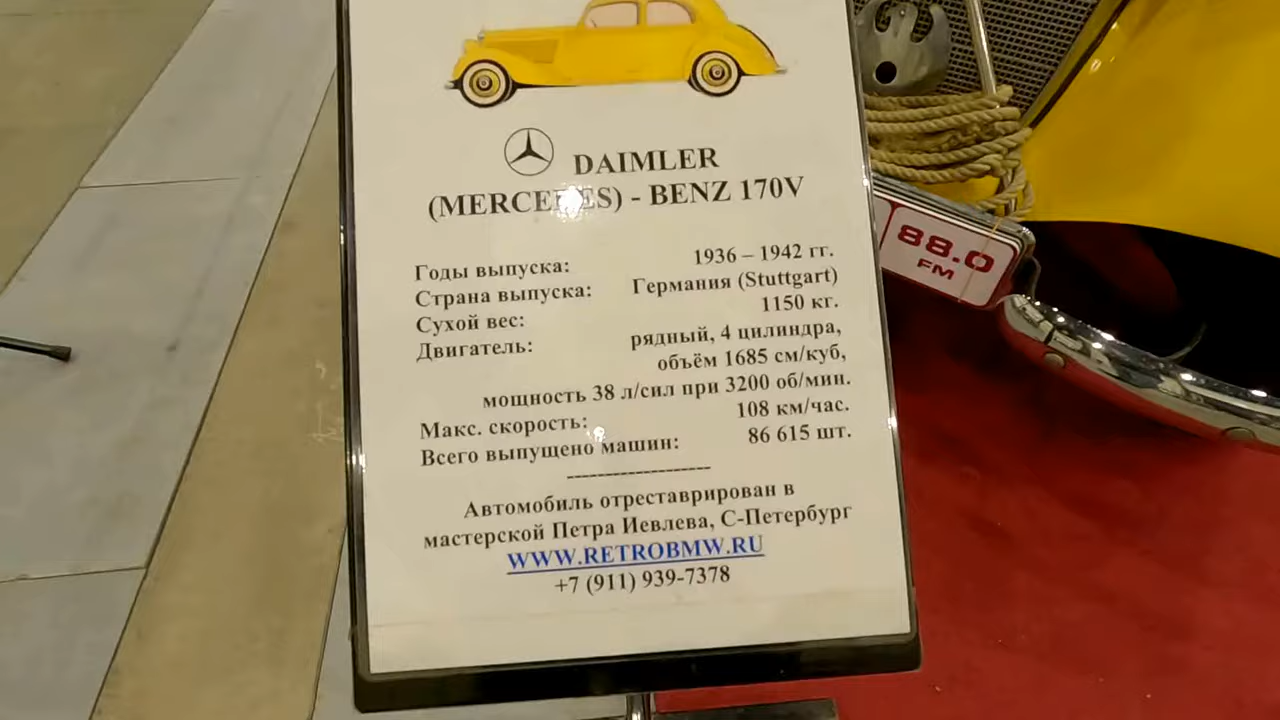 DAIMLER
(MERCEDES) - BENZ 170V
Годы выпуска: 1936 – 1942 гг.
Страна выпуска: Германия (Stuttgart)
Сухой вес: 1150 кг.
Двигатель: рядный, 4 цилиндра,
объём 1685 см/куб,
мощность 38 л/сил при 3200 об/мин.
Макс. скорость: 108 км/час.
Всего выпущено машин: 86 615 шт.
--------------------
Автомобиль отреставрирован в
мастерской Петра Иевлева, С-Петербург
WWW.RETROBMW.RU
+7 (911) 939-7378
88.0
FM